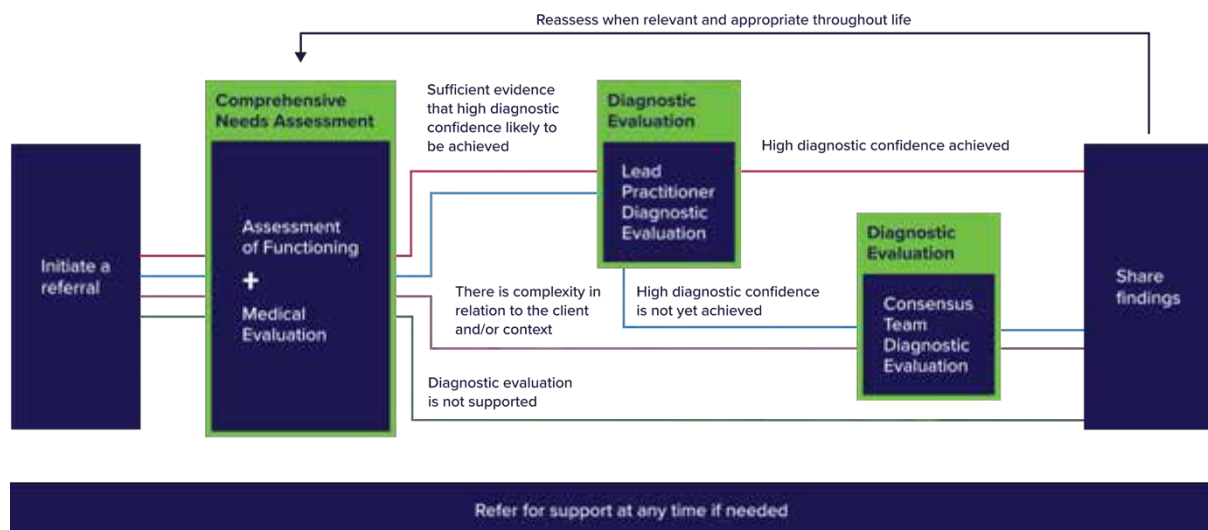 Reassess when relevant and appropriate throughout life
Comprehensive
Needs Assessment
Sufficient evidence
that high diagnostic
confidence likely to
be achieved
Diagnostic
Evaluation
High diagnostic confidence achieved
Lead
Practitioner
Diagnostic
Evaluation
Assessment
of Functioning
+
Medical
Evaluation
Initiate a
referral
Diagnostic
Evaluation
There is complexity in
relation to the client
and/or context
High diagnostic confidence
is not yet achieved
Consensus
Team
Diagnostic
Evaluation
Share
findings
Diagnostic evaluation
is not supported
Refer for support at any time if needed